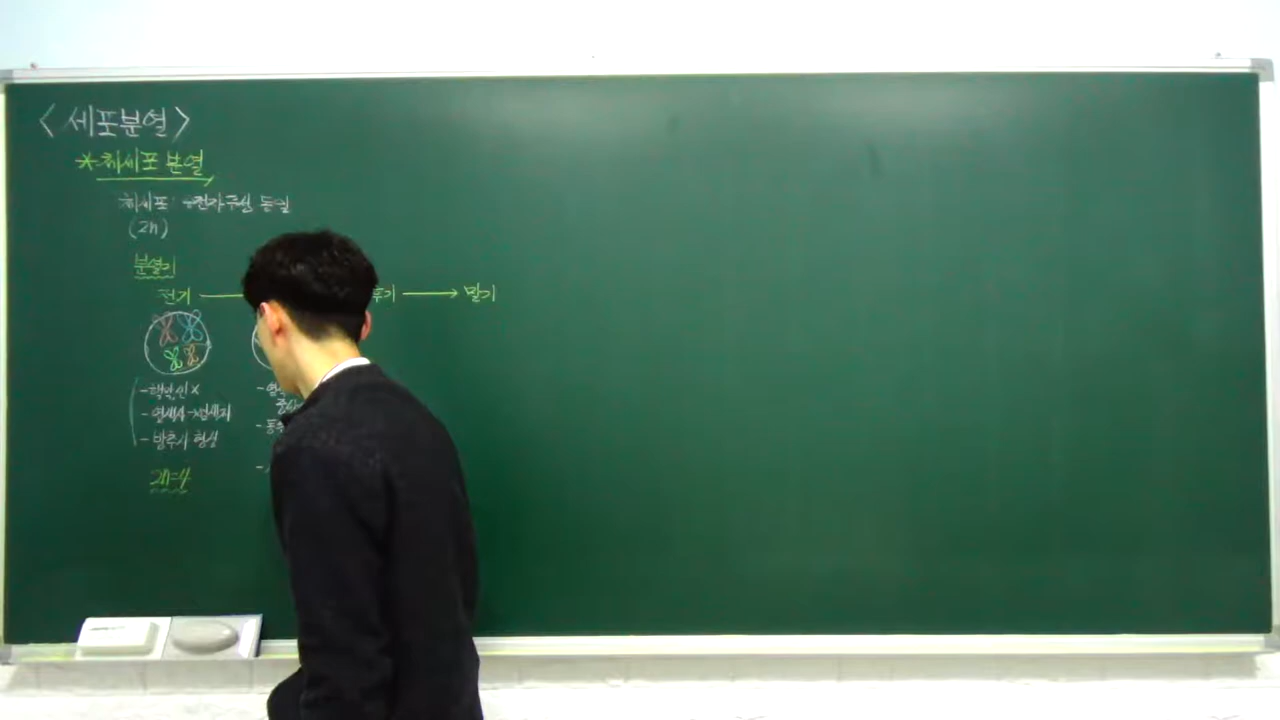 <세포분열>
*체세포 분열
체세포: 유전자구성 동일
(2n)
분열기
전기 → 후기 → 말기
- 핵막,인 x
- 염색사→염색체
- 방추사 형성
2n=4